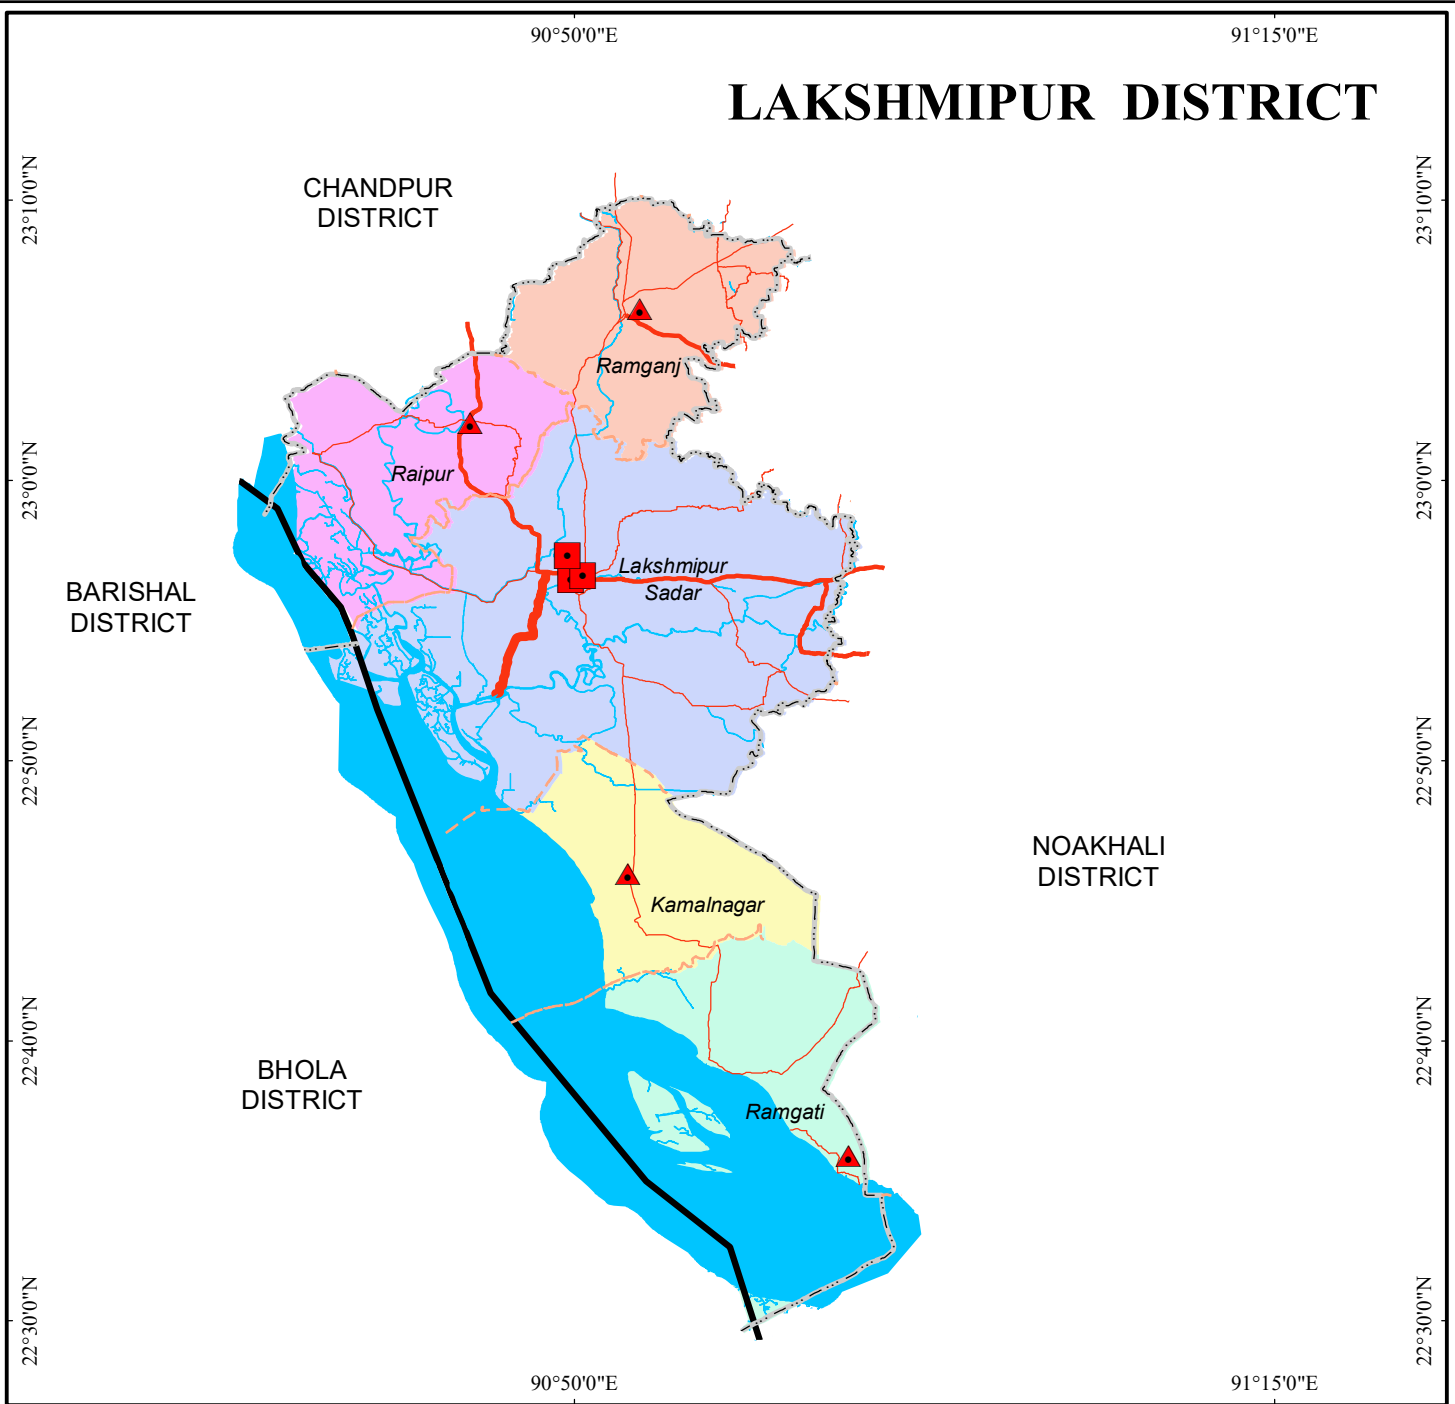 90°50'0"E
91°15'0"E
LAKSHMIPUR DISTRICT
23°10'0"N
23°10'0"N
CHANDPUR
DISTRICT
Ramganj
Raipur
23°0'0"N
23°0'0"N
Lakshmipur
Sadar
BARISHAL
DISTRICT
22°50'0"N
22°50'0"N
NOAKHALI
DISTRICT
Kamalnagar
22°40'0"N
22°40'0"N
BHOLA
DISTRICT
Ramgati
22°30'0"N
22°30'0"N
90°50'0"E
91°15'0"E